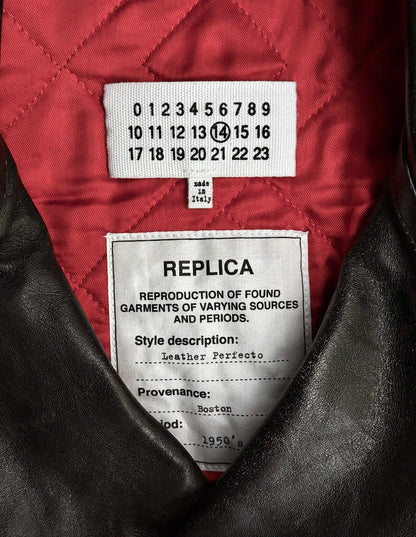 0 1 2 3 4 5 6 7 8 9
10 11 12 13 14 15 16
17 18 19 20 21 22 23
made
in
Italy
REPLICA
REPRODUCTION OF FOUND
GARMENTS OF VARYING SOURCES
AND PERIODS.
Style description:
Leather Perfecto
Provenance:
Boston
iod:
1950's